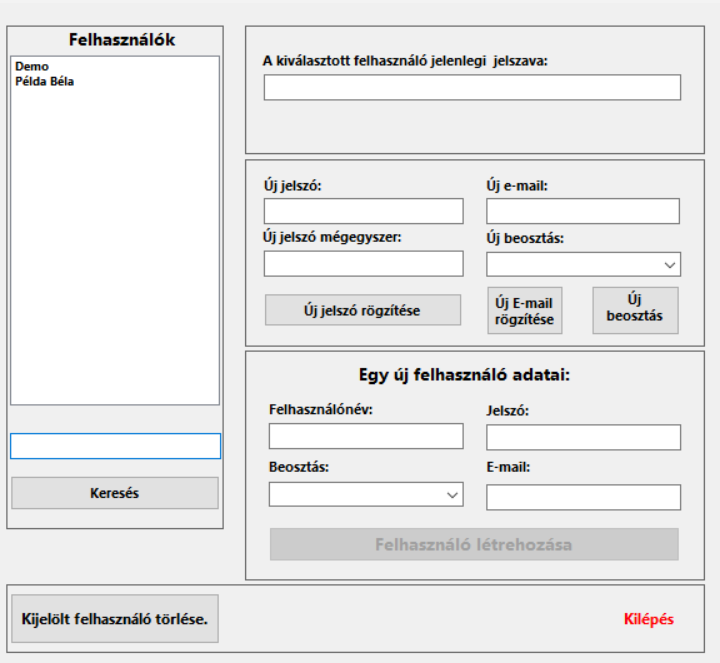 Felhasználók
Demo
Példa Béla
Keresés
A kiválasztott felhasználó jelenlegi jelszava:
Új jelszó:
Új e-mail:
Új jelszó mégegyszer:
Új beosztás:
Új jelszó rögzítése
Új E-mail
rögzítése
Új
beosztás
Egy új felhasználó adatai:
Felhasználónév:
Jelszó:
Beosztás:
E-mail:
Felhasználó létrehozása
Kijelölt felhasználó törlése.
Kilépés